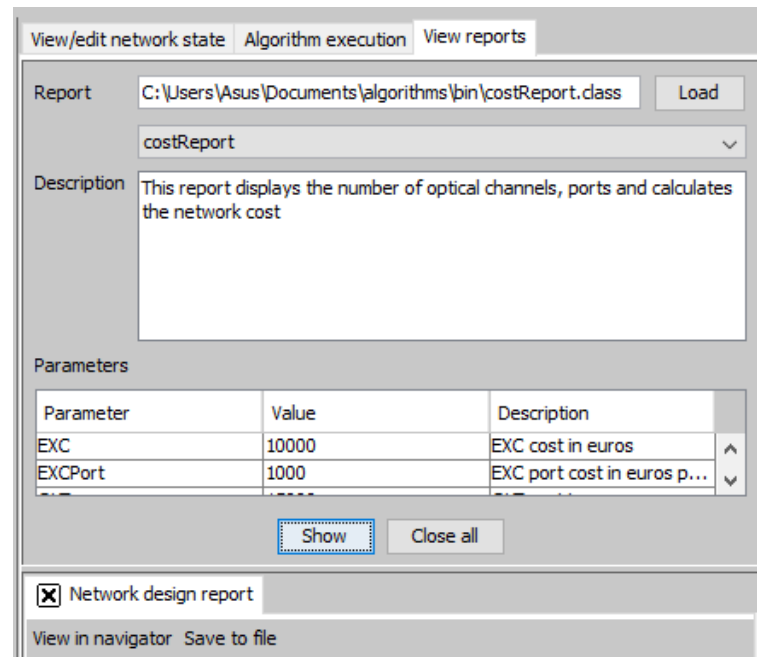 View/edit network state Algorithm execution View reports
Report C:\Users\Asus\Documents\algorithms\bin\costReport.class Load
costReport
Description This report displays the number of optical channels, ports and calculates
the network cost
Parameters
Parameter Value Description
EXC 10000 EXC cost in euros
EXCPort 1000 EXC port cost in euros p...
Show Close all
Network design report
View in navigator Save to file